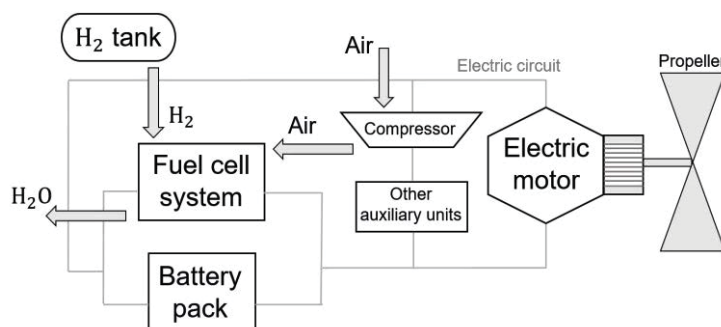 H₂ tank
Air
Electric circuit
Propeller
H₂
Air
Compressor
Fuel cell
system
Electric
motor
Other
auxiliary units
H₂O
Battery
pack